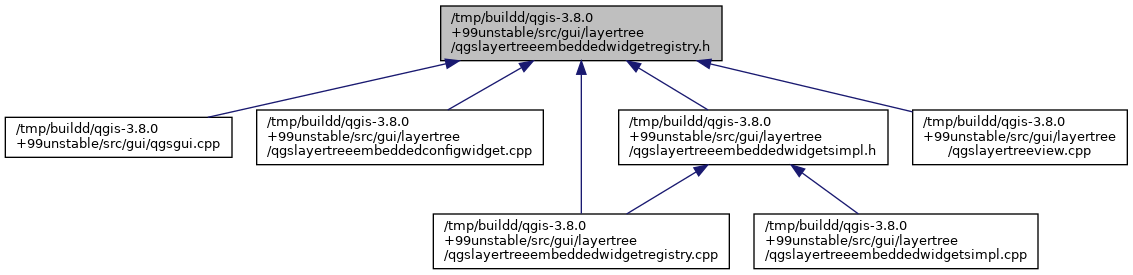 /tmp/buildd/qgis-3.8.0
+99unstable/src/gui/layertree
/qgslayertreeembeddedwidgetregistry.h
/tmp/buildd/qgis-3.8.0
+99unstable/src/gui/qgsgui.cpp
/tmp/buildd/qgis-3.8.0
+99unstable/src/gui/layertree
/qgslayertreeembeddedconfigwidget.cpp
/tmp/buildd/qgis-3.8.0
+99unstable/src/gui/layertree
/qgslayertreeembeddedwidgetsimpl.h
/tmp/buildd/qgis-3.8.0
+99unstable/src/gui/layertree
/qgslayertreeview.cpp
/tmp/buildd/qgis-3.8.0
+99unstable/src/gui/layertree
/qgslayertreeembeddedwidgetregistry.cpp
/tmp/buildd/qgis-3.8.0
+99unstable/src/gui/layertree
/qgslayertreeembeddedwidgetsimpl.cpp